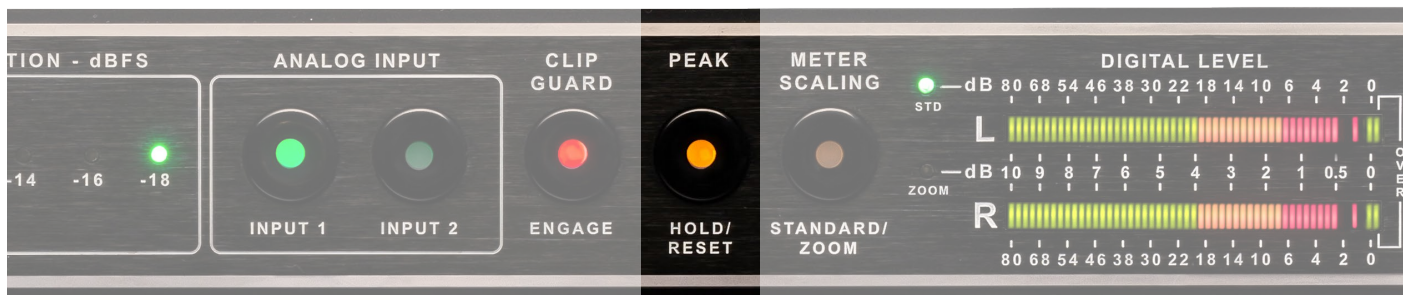 TION - dBFS
-14 -16 -18
ANALOG INPUT
INPUT 1 INPUT 2
CLIP
GUARD
ENGAGE
PEAK
HOLD/
RESET
METER
SCALING
STANDARD/
ZOOM
DIGITAL LEVEL
STD
dB 80 68 54 46 38 30 22 18 14 10 6 4 2 0
L
ZOOM
dB 10 9 8 7 6 5 4 3 2 1 0.5 0
R
80 68 54 46 38 30 22 18 14 10 6 4 2 0
OVER